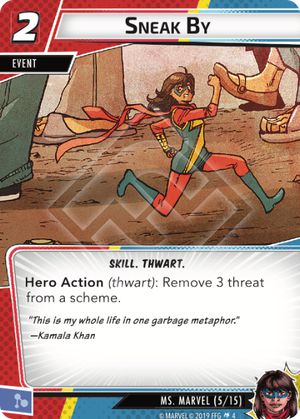 2
SNEAK BY
EVENT
SKILL. THWART.
Hero Action (thwart): Remove 3 threat
from a scheme.
"This is my whole life in one garbage metaphor."
—Kamala Khan
MS. MARVEL (5/15)
© MARVEL © 2019 FFG 4